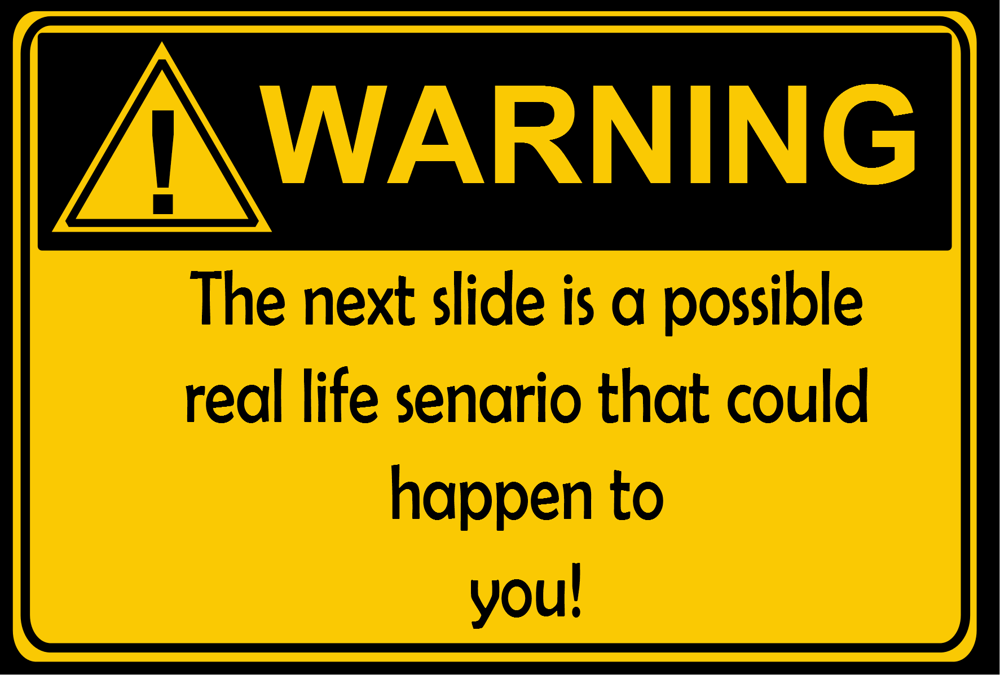 ! WARNING
The next slide is a possible
real life senario that could
happen to
you!